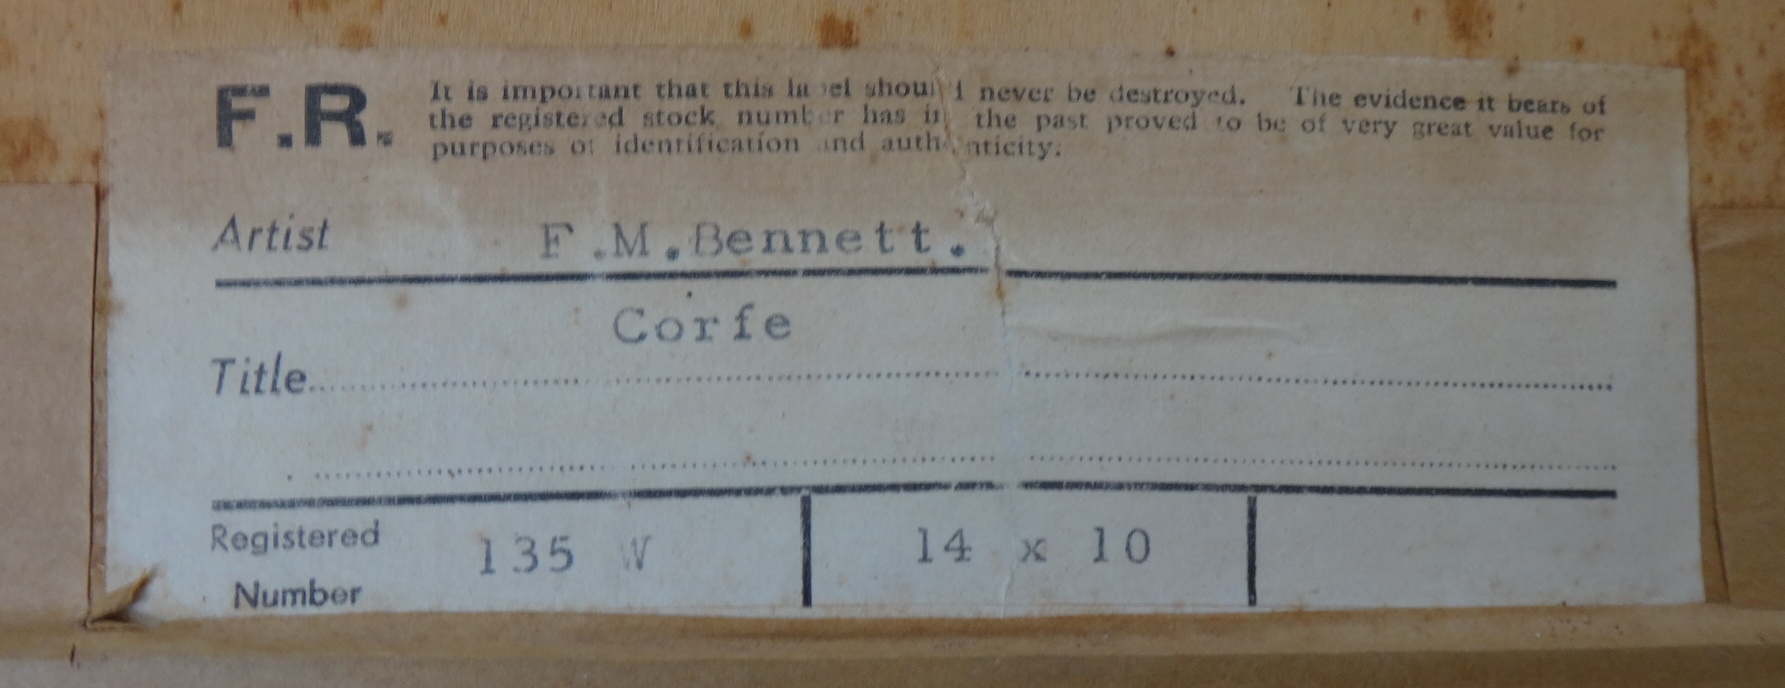 F.R.
It is important that this label should never be destroyed. The evidence it bears of
the registered stock number has in the past proved to be of very great value for
purposes of identification and authenticity.
Artist F.M.Bennett.
Corfe
Title
Registered Number 135 W 14 x 10